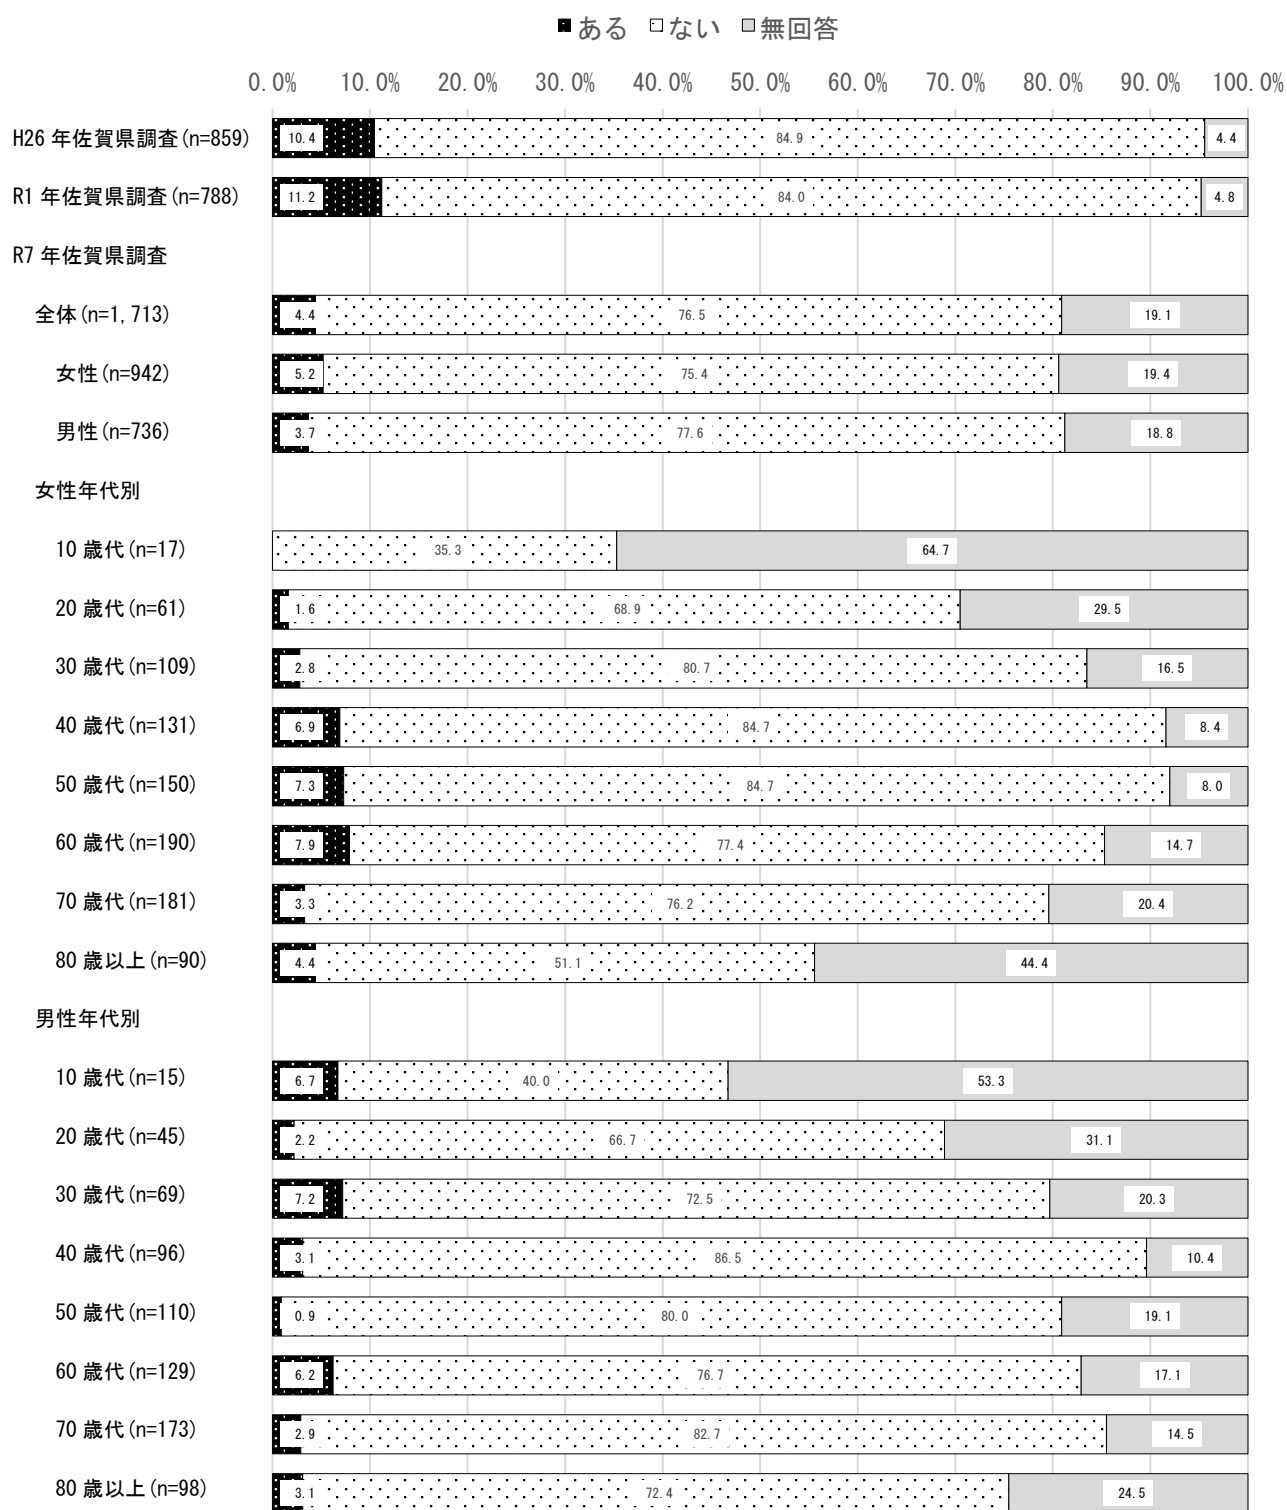 ある ない 無回答
0.0% 10.0% 20.0% 30.0% 40.0% 50.0% 60.0% 70.0% 80.0% 90.0% 100.0%
H26 年佐賀県調査(n=859) 10.4 84.9 4.4
R1 年佐賀県調査(n=788) 11.2 84.0 4.8
R7 年佐賀県調査
全体(n=1,713) 4.4 76.5 19.1
女性(n=942) 5.2 75.4 19.4
男性(n=736) 3.7 77.6 18.8
女性年代別
10 歳代(n=17) 35.3 64.7
20 歳代(n=61) 1.6 68.9 29.5
30 歳代(n=109) 2.8 80.7 16.5
40 歳代(n=131) 6.9 84.7 8.4
50 歳代(n=150) 7.3 84.7 8.0
60 歳代(n=190) 7.9 77.4 14.7
70 歳代(n=181) 3.3 76.2 20.4
80 歳以上(n=90) 4.4 51.1 44.4
男性年代別
10 歳代(n=15) 6.7 40.0 53.3
20 歳代(n=45) 2.2 66.7 31.1
30 歳代(n=69) 7.2 72.5 20.3
40 歳代(n=96) 3.1 86.5 10.4
50 歳代(n=110) 0.9 80.0 19.1
60 歳代(n=129) 6.2 76.7 17.1
70 歳代(n=173) 2.9 82.7 14.5
80 歳以上(n=98) 3.1 72.4 24.5